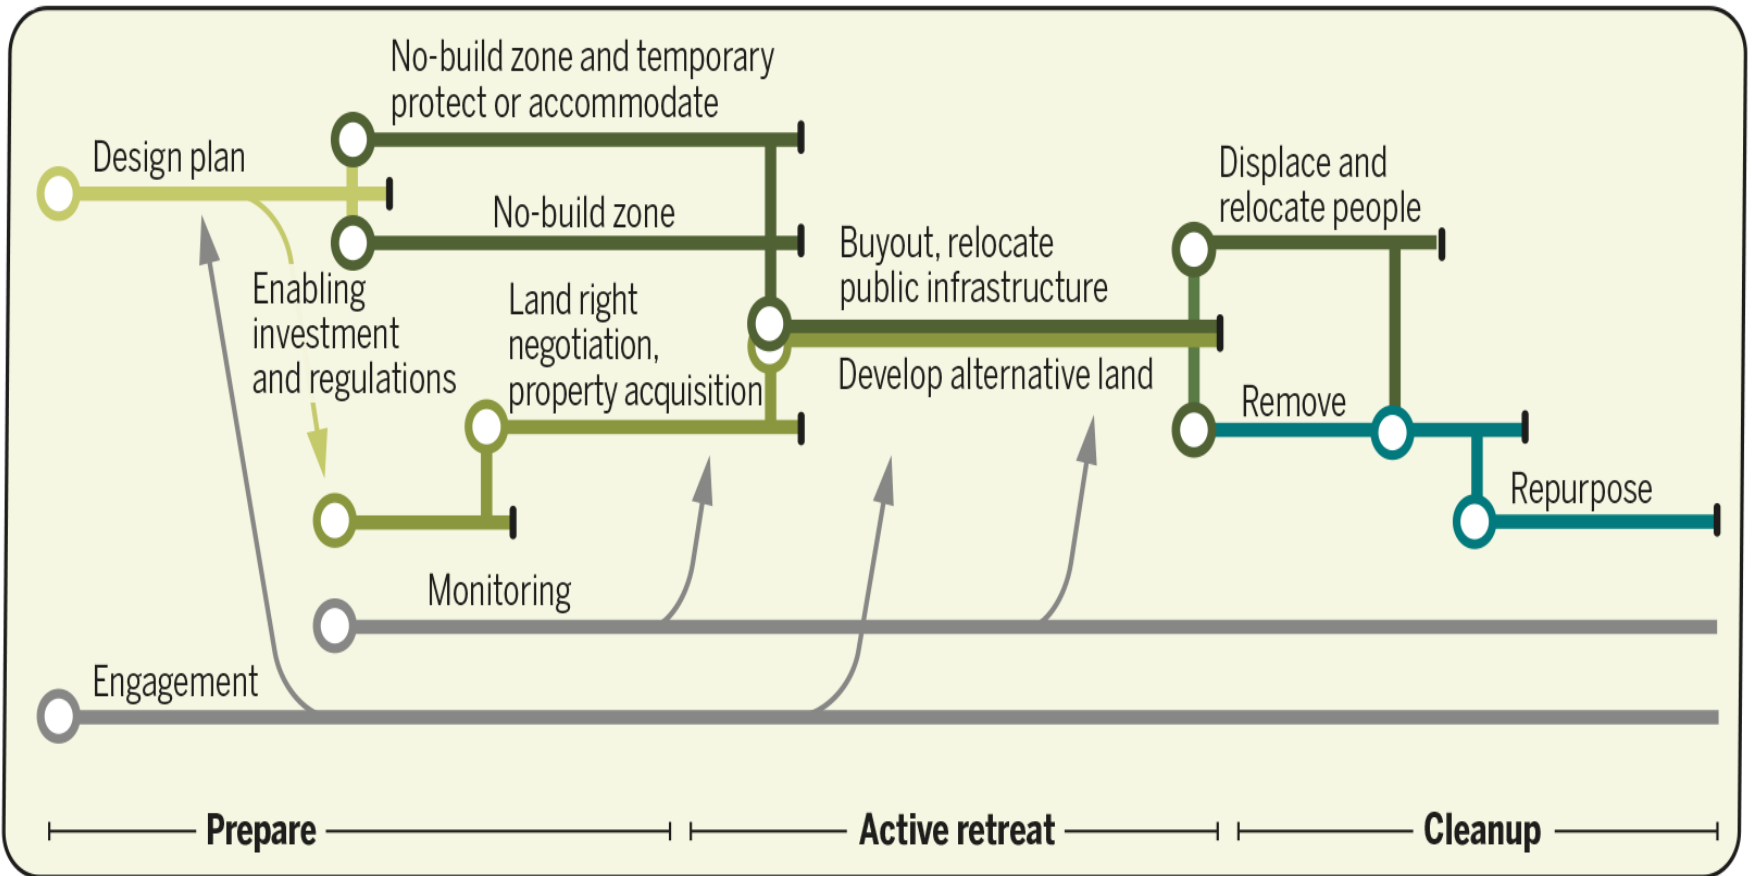 No-build zone and temporary
protect or accommodate
Design plan
No-build zone
Enabling
investment
and regulations
Land right
negotiation,
property acquisition
Buyout, relocate
public infrastructure
Develop alternative land
Displace and
relocate people
Remove
Repurpose
Monitoring
Engagement
Prepare
Active retreat
Cleanup